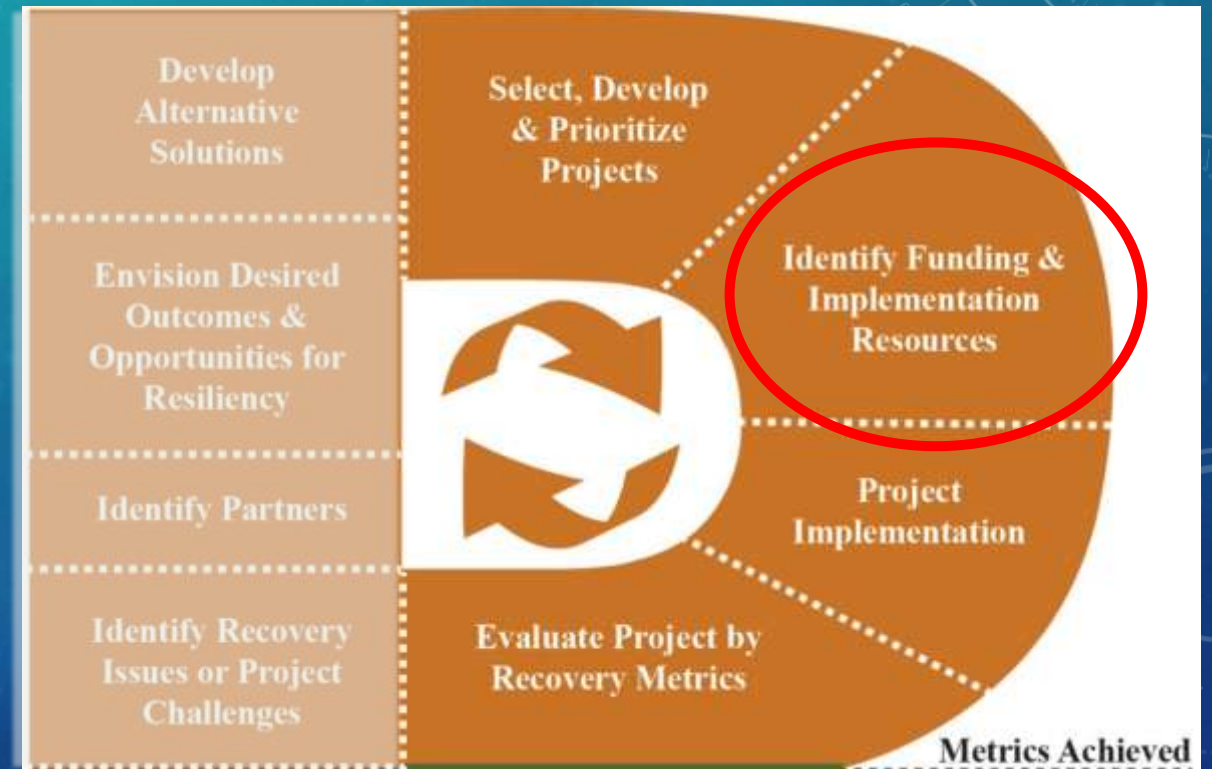 Develop
Alternative
Solutions
Select, Develop
& Prioritize
Projects
Identify Funding &
Implementation
Resources
Envision Desired
Outcomes &
Opportunities for
Resiliency
Identify Partners
Project
Implementation
Identify Recovery
Issues or Project
Challenges
Evaluate Project by
Recovery Metrics
Metrics Achieved